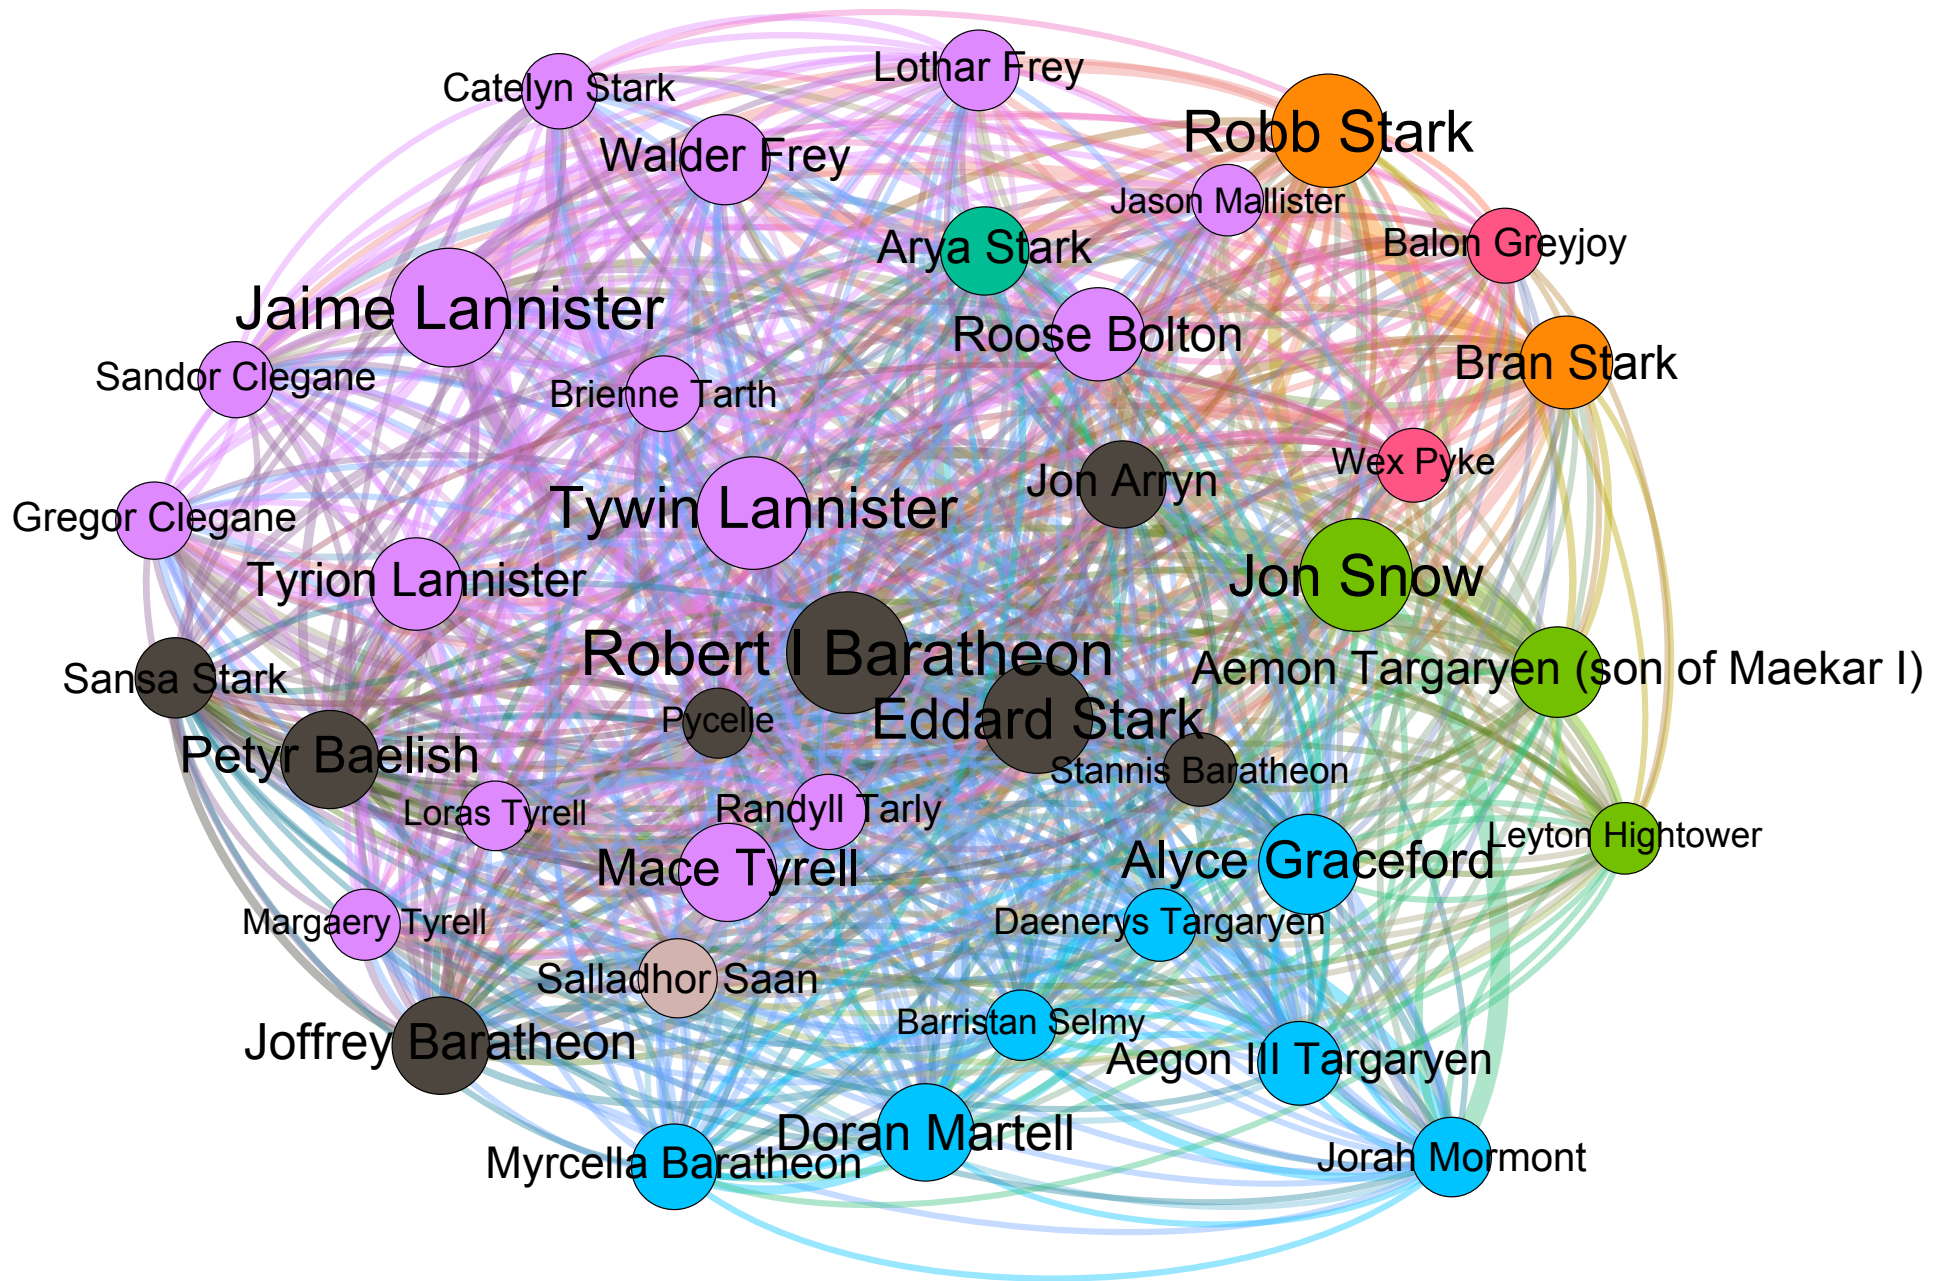 Lothar Frey
Catelyn Stark
Robb Stark
Walder Frey
Jason Mallister
Arya Stark
Balon Greyjoy
Jaime Lannister
Roose Bolton
Bran Stark
Sandor Clegane
Brienne Tarth
Wex Pyke
Jon Arryn
Tywin Lannister
Gregor Clegane
Tyrion Lannister
Jon Snow
Robert I Baratheon
Aemon Targaryen (son of Maekar I)
Sansa Stark
Pycelle
Eddard Stark
Petyr Baelish
Stannis Baratheon
Loras Tyrell
Randyll Tarly
Leyton Hightower
Mace Tyrell
Alyce Graceford
Margaery Tyrell
Daenerys Targaryen
Salladhor Saan
Barristan Selmy
Joffrey Baratheon
Aegon III Targaryen
Doran Martell
Myrcella Baratheon
Jorah Mormont